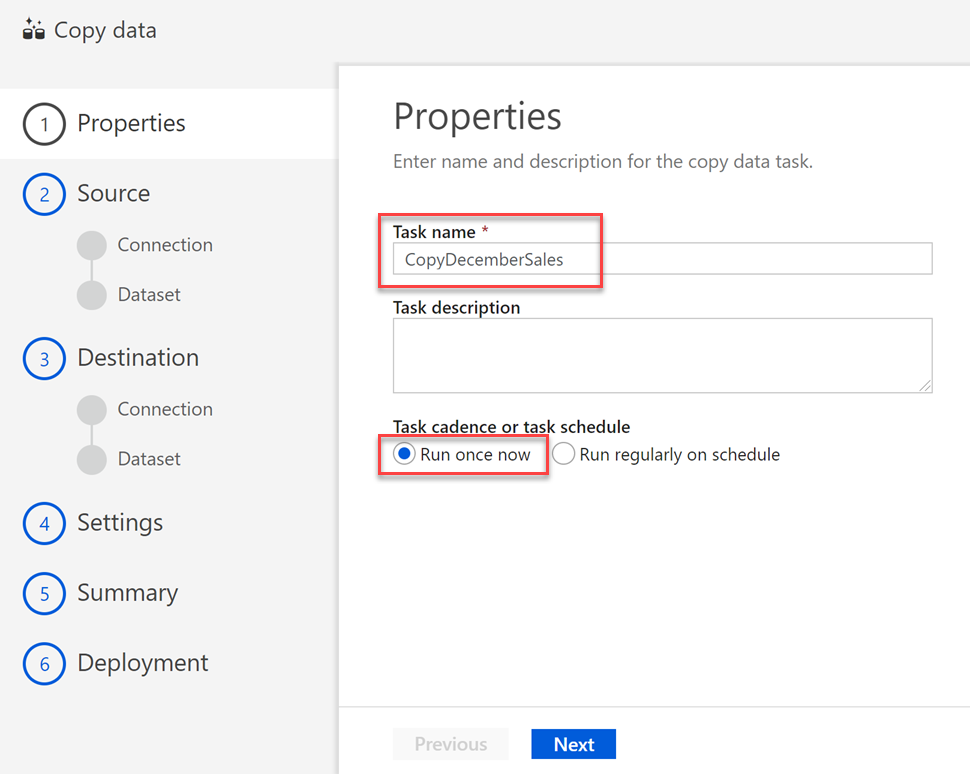 Copy data
1 Properties
2 Source
Connection
Dataset
3 Destination
Connection
Dataset
4 Settings
5 Summary
6 Deployment
Properties
Enter name and description for the copy data task.
Task name *
CopyDecemberSales
Task description
Task cadence or task schedule
Run once now Run regularly on schedule
Previous Next